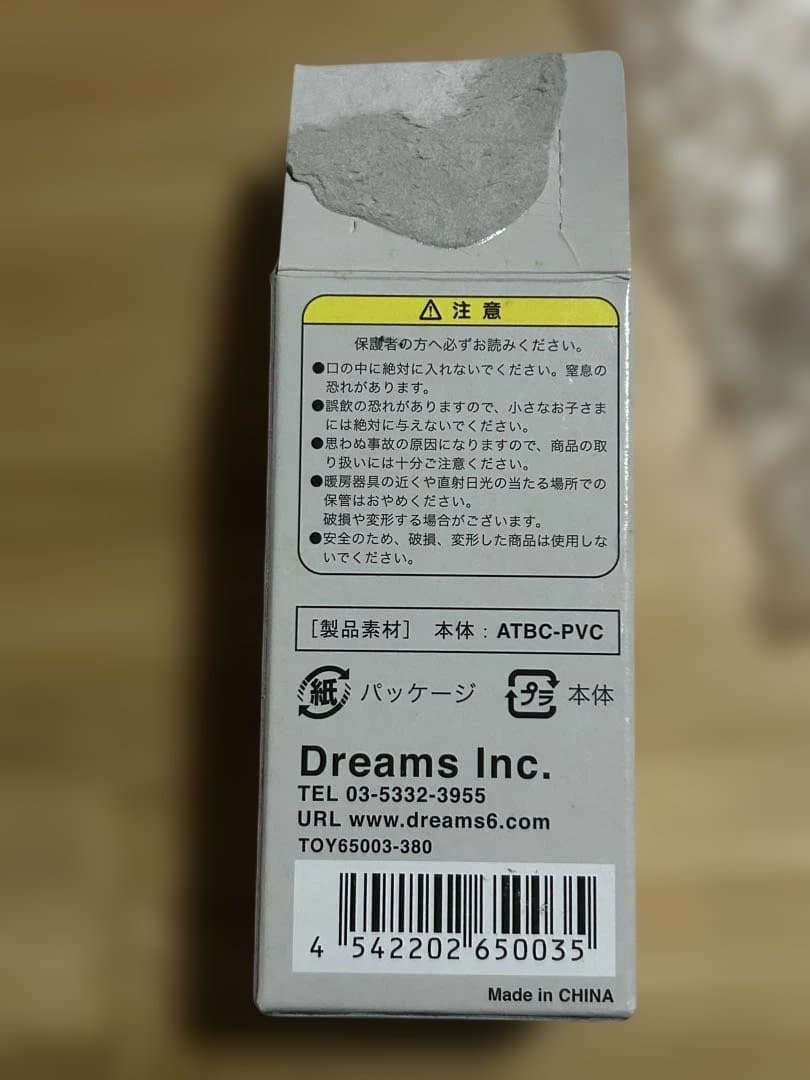 ⚠ 注意
保護者の方へ必ずお読みください。
●口の中に絶対に入れないでください。窒息の
恐れがあります。
●誤飲の恐れがありますので、小さなお子さま
には絶対に与えないでください。
●思わぬ事故の原因になりますので、商品の取
り扱いには十分ご注意ください。
●暖房器具の近くや直射日光の当たる場所での
保管はおやめください。
破損や変形する場合がございます。
●安全のため、破損、変形した商品は使用しな
いでください。
[製品素材] 本体：ATBC-PVC
紙 パッケージ プラ 本体
Dreams Inc.
TEL 03-5332-3955
URL www.dreams6.com
TOY65003-380
4 542202 650035
Made in CHINA